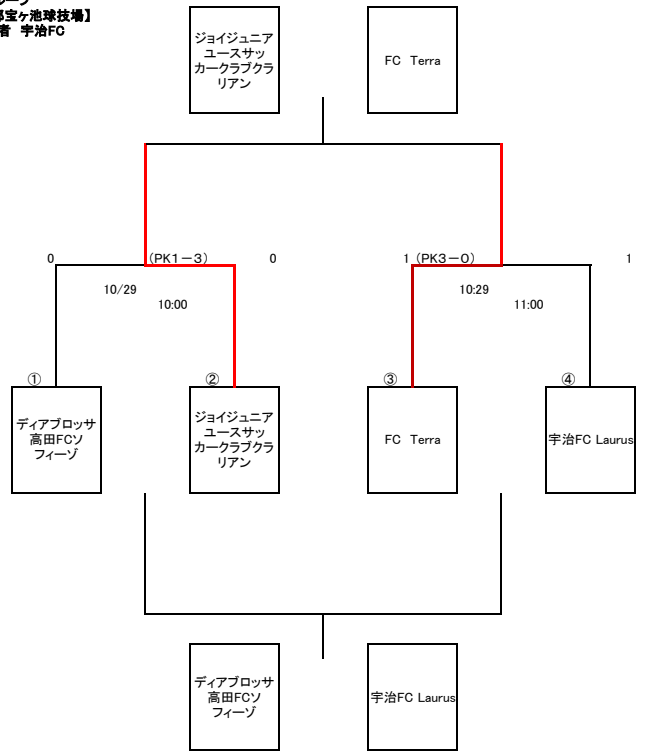 宝ヶ池球技場】
者 宇治FC
ジョイジュニア
ユースサッ
カークラブクラ
リアン
FC Terra
0
(PK1－3)
0
1
(PK3－0)
1
10/29
10:00
10:29
11:00
①
②
③
④
ディアブロッサ
高田FCソ
フィーゾ
ジョイジュニア
ユースサッ
カークラブクラ
リアン
FC Terra
宇治FC Laurus
ディアブロッサ
高田FCソ
フィーゾ
宇治FC Laurus